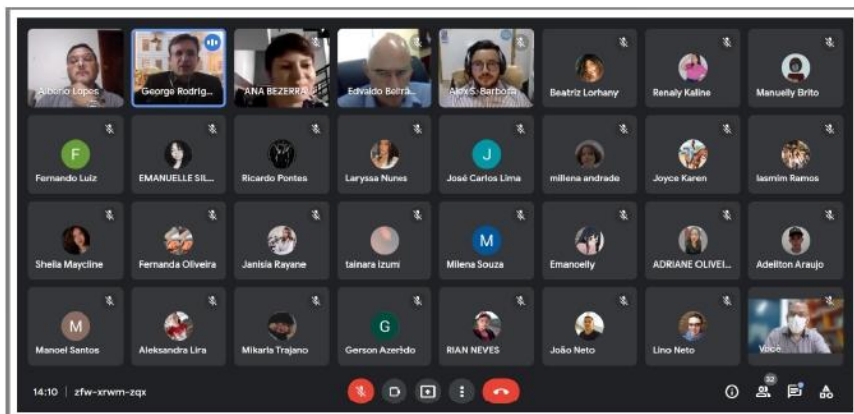 Albério Lopes
George Rodrig...
ANA BEZERRA
Edvaldo Beltrã...
Alex S. Barbosa
Beatriz Lorhany
Renaly Kaline
Manuelly Brito
F
Fernando Luiz
EMANUELLE SIL...
Ricardo Pontes
Laryssa Nunes
J
José Carlos Lima
millena andrade
Joyce Karen
Iasmim Ramos
Sheila Maycline
Fernanda Oliveira
Janísia Rayane
tainara izumi
M
Milena Souza
Emanoelly
ADRIANE OLIVEI...
Adeilton Araujo
M
Manoel Santos
Aleksandra Lira
Mikarla Trajano
G
Gerson Azerêdo
RIAN NEVES
João Neto
Lino Neto
Você
14:10 | zfw-xrwm-zqx
32